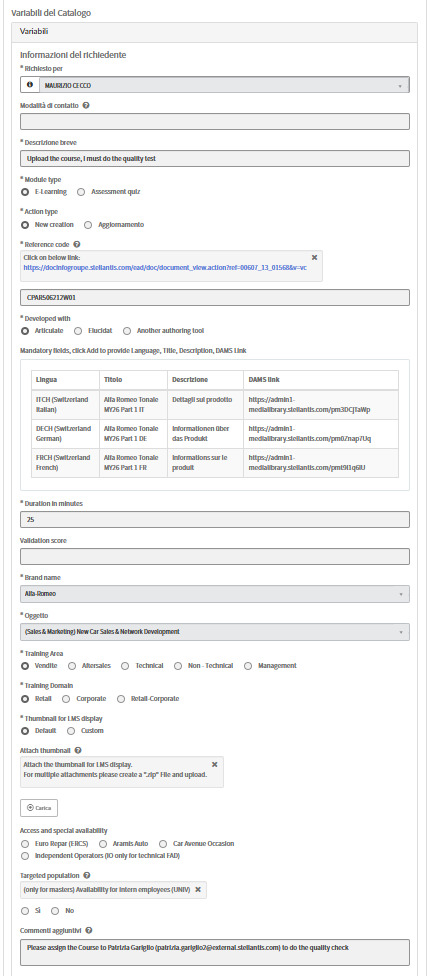 Variabili del Catalogo
Variabili
Informazioni del richiedente
* Richiesto per
MAURIZIO CECCO
Modalità di contatto
* Descrizione breve
Upload the course, I must do the quality test
* Module type
E-Learning Assessment quiz
* Action type
New creation Aggiornamento
* Reference code
Click on below link:
https://docinfogroupe.stellantis.com/ead/doc/document_view.action?ref=00607_13_01568&v=vc
CPARS06212W01
* Developed with
Articulate Elucidat Another authoring tool
Mandatory fields, click Add to provide Language, Title, Description, DAMS Link
Lingua Titolo Descrizione DAMS link
ITCH (Switzerland Italian) Alfa Romeo Tonale MY26 Part 1 IT Dettagli sul prodotto https://admin1-medialibrary.stellantis.com/pm3DCjTaWp
DECH (Switzerland German) Alfa Romeo Tonale MY26 Part 1 DE Informationen über das Produkt https://admin1-medialibrary.stellantis.com/pm0Znap7Uq
FRCH (Switzerland French) Alfa Romeo Tonale MY26 Part 1 FR Informations sur le produit https://admin1-medialibrary.stellantis.com/pmt9I1q6IU
* Duration in minutes
25
Validation score
* Brand name
Alfa-Romeo
* Oggetto
(Sales & Marketing) New Car Sales & Network Development
* Training Area
Vendite Aftersales Technical Non - Technical Management
* Training Domain
Retail Corporate Retail-Corporate
* Thumbnail for LMS display
Default Custom
Attach thumbnail
Attach the thumbnail for LMS display.
For multiple attachments please create a ".zip" File and upload.
Carica
Access and special availability
Euro Repar (ERCS) Aramis Auto Car Avenue Occasion
Independent Operators (IO only for technical FAD)
Targeted population
(only for masters) Availability for intern employees (UNIV)
Sì No
Commenti aggiuntivi
Please assign the Course to Patrizia Gariglio (patrizia.gariglio2@external.stellantis.com) to do the quality check